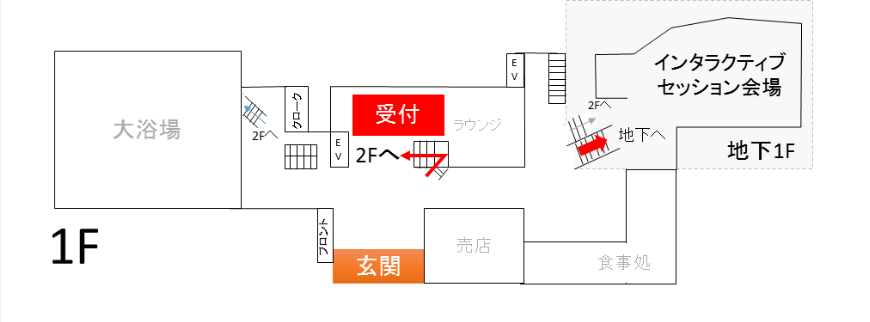 インタラクティブ
セッション会場
E
V
受付
クローク
2Fへ
大浴場
ラウンジ
2Fへ
E
V
2Fへ
地下へ
地下1F
1F
フロント
玄関
売店
食事処